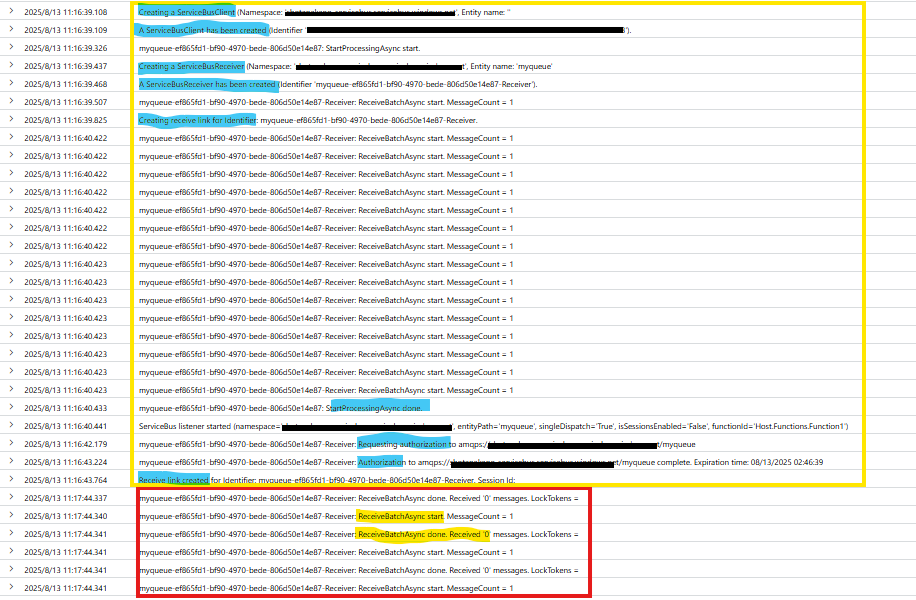 2025/8/13 11:16:39.108 Creating a ServiceBusClient (Namespace: ', Entity name: ''
2025/8/13 11:16:39.109 A ServiceBusClient has been created (Identifier ').
2025/8/13 11:16:39.326 myqueue-ef865fd1-bf90-4970-bede-806d50e14e87: StartProcessingAsync start.
2025/8/13 11:16:39.437 Creating a ServiceBusReceiver (Namespace: ', Entity name: 'myqueue'
2025/8/13 11:16:39.468 A ServiceBusReceiver has been created (Identifier 'myqueue-ef865fd1-bf90-4970-bede-806d50e14e87-Receiver').
2025/8/13 11:16:39.507 myqueue-ef865fd1-bf90-4970-bede-806d50e14e87-Receiver: ReceiveBatchAsync start. MessageCount = 1
2025/8/13 11:16:39.825 Creating receive link for Identifier: myqueue-ef865fd1-bf90-4970-bede-806d50e14e87-Receiver.
2025/8/13 11:16:40.422 myqueue-ef865fd1-bf90-4970-bede-806d50e14e87-Receiver: ReceiveBatchAsync start. MessageCount = 1
2025/8/13 11:16:40.422 myqueue-ef865fd1-bf90-4970-bede-806d50e14e87-Receiver: ReceiveBatchAsync start. MessageCount = 1
2025/8/13 11:16:40.422 myqueue-ef865fd1-bf90-4970-bede-806d50e14e87-Receiver: ReceiveBatchAsync start. MessageCount = 1
2025/8/13 11:16:40.422 myqueue-ef865fd1-bf90-4970-bede-806d50e14e87-Receiver: ReceiveBatchAsync start. MessageCount = 1
2025/8/13 11:16:40.422 myqueue-ef865fd1-bf90-4970-bede-806d50e14e87-Receiver: ReceiveBatchAsync start. MessageCount = 1
2025/8/13 11:16:40.422 myqueue-ef865fd1-bf90-4970-bede-806d50e14e87-Receiver: ReceiveBatchAsync start. MessageCount = 1
2025/8/13 11:16:40.422 myqueue-ef865fd1-bf90-4970-bede-806d50e14e87-Receiver: ReceiveBatchAsync start. MessageCount = 1
2025/8/13 11:16:40.423 myqueue-ef865fd1-bf90-4970-bede-806d50e14e87-Receiver: ReceiveBatchAsync start. MessageCount = 1
2025/8/13 11:16:40.423 myqueue-ef865fd1-bf90-4970-bede-806d50e14e87-Receiver: ReceiveBatchAsync start. MessageCount = 1
2025/8/13 11:16:40.423 myqueue-ef865fd1-bf90-4970-bede-806d50e14e87-Receiver: ReceiveBatchAsync start. MessageCount = 1
2025/8/13 11:16:40.423 myqueue-ef865fd1-bf90-4970-bede-806d50e14e87-Receiver: ReceiveBatchAsync start. MessageCount = 1
2025/8/13 11:16:40.423 myqueue-ef865fd1-bf90-4970-bede-806d50e14e87-Receiver: ReceiveBatchAsync start. MessageCount = 1
2025/8/13 11:16:40.423 myqueue-ef865fd1-bf90-4970-bede-806d50e14e87-Receiver: ReceiveBatchAsync start. MessageCount = 1
2025/8/13 11:16:40.423 myqueue-ef865fd1-bf90-4970-bede-806d50e14e87-Receiver: ReceiveBatchAsync start. MessageCount = 1
2025/8/13 11:16:40.423 myqueue-ef865fd1-bf90-4970-bede-806d50e14e87-Receiver: ReceiveBatchAsync start. MessageCount = 1
2025/8/13 11:16:40.433 myqueue-ef865fd1-bf90-4970-bede-806d50e14e87: StartProcessingAsync done.
2025/8/13 11:16:40.441 ServiceBus listener started (namespace=', entityPath='myqueue', singleDispatch='True', isSessionsEnabled='False', functionId='Host.Functions.Function1')
2025/8/13 11:16:42.179 myqueue-ef865fd1-bf90-4970-bede-806d50e14e87-Receiver: Requesting authorization to amqps:/ /myqueue
2025/8/13 11:16:43.224 myqueue-ef865fd1-bf90-4970-bede-806d50e14e87-Receiver: Authorization to amqps:// /myqueue complete. Expiration time: 08/13/2025 02:46:39
2025/8/13 11:16:43.764 Receive link created for Identifier: myqueue-ef865fd1-bf90-4970-bede-806d50e14e87-Receiver. Session Id:
2025/8/13 11:17:44.337 myqueue-ef865fd1-bf90-4970-bede-806d50e14e87-Receiver: ReceiveBatchAsync done. Received '0' messages. LockTokens =
2025/8/13 11:17:44.340 myqueue-ef865fd1-bf90-4970-bede-806d50e14e87-Receiver: ReceiveBatchAsync start. MessageCount = 1
2025/8/13 11:17:44.341 myqueue-ef865fd1-bf90-4970-bede-806d50e14e87-Receiver: ReceiveBatchAsync done. Received '0' messages. LockTokens =
2025/8/13 11:17:44.341 myqueue-ef865fd1-bf90-4970-bede-806d50e14e87-Receiver: ReceiveBatchAsync start. MessageCount = 1
2025/8/13 11:17:44.341 myqueue-ef865fd1-bf90-4970-bede-806d50e14e87-Receiver: ReceiveBatchAsync done. Received '0' messages. LockTokens =
2025/8/13 11:17:44.341 myqueue-ef865fd1-bf90-4970-bede-806d50e14e87-Receiver: ReceiveBatchAsync start. MessageCount = 1